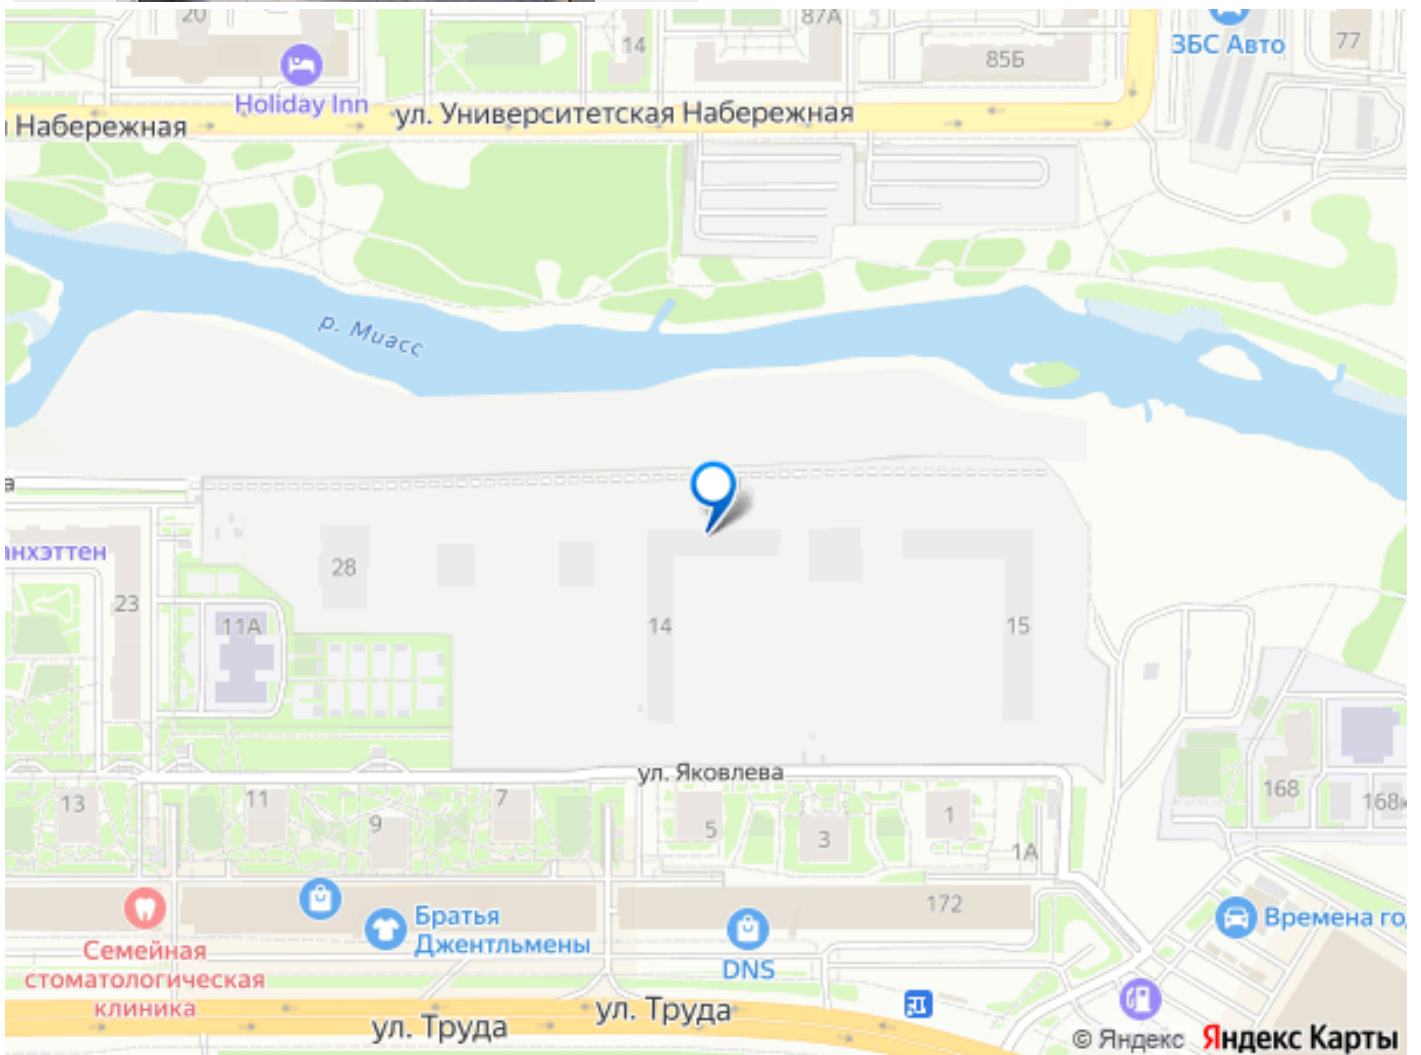 20
87А
14
Holiday Inn
85Б
ЗБС Авто
77
Набережная
ул. Университетская Набережная
р. Миасс
а
анхэттен
28
23
11А
14
15
ул. Яковлева
13
11
9
7
5
3
1
1А
168
168
172
Семейная
стоматологическая
клиника
Братья
Джентльмены
DNS
Времена го
ул. Труда
ул. Труда
© Яндекс Яндекс Карты